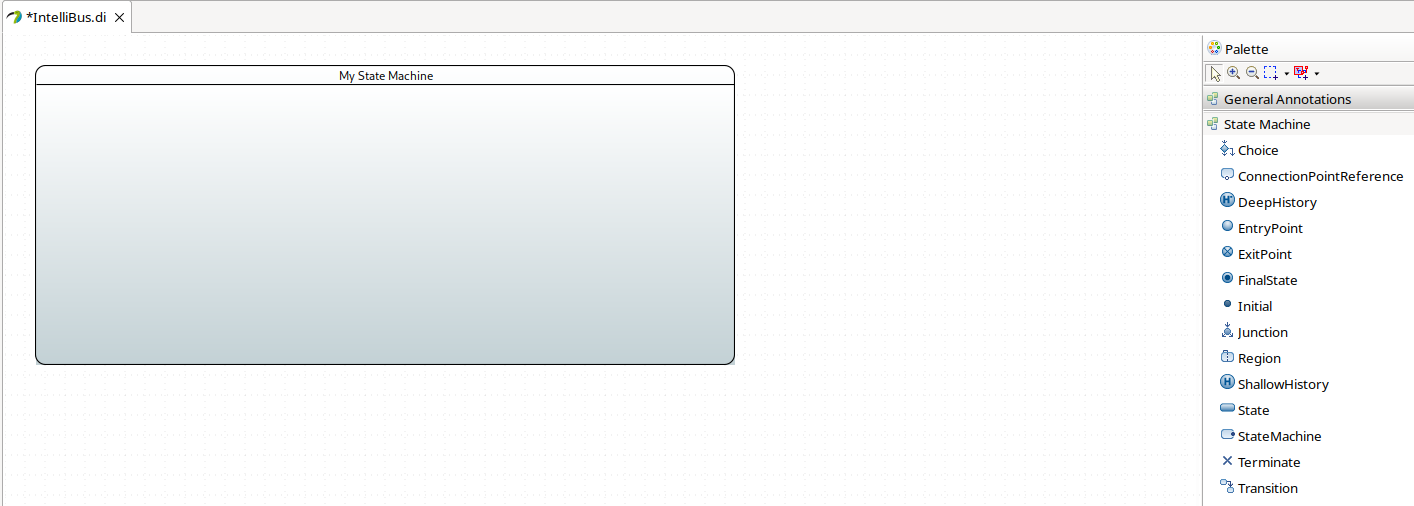 *IntelliBus.di
My State Machine
Palette
General Annotations
State Machine
Choice
ConnectionPointReference
DeepHistory
EntryPoint
ExitPoint
FinalState
Initial
Junction
Region
ShallowHistory
State
StateMachine
Terminate
Transition